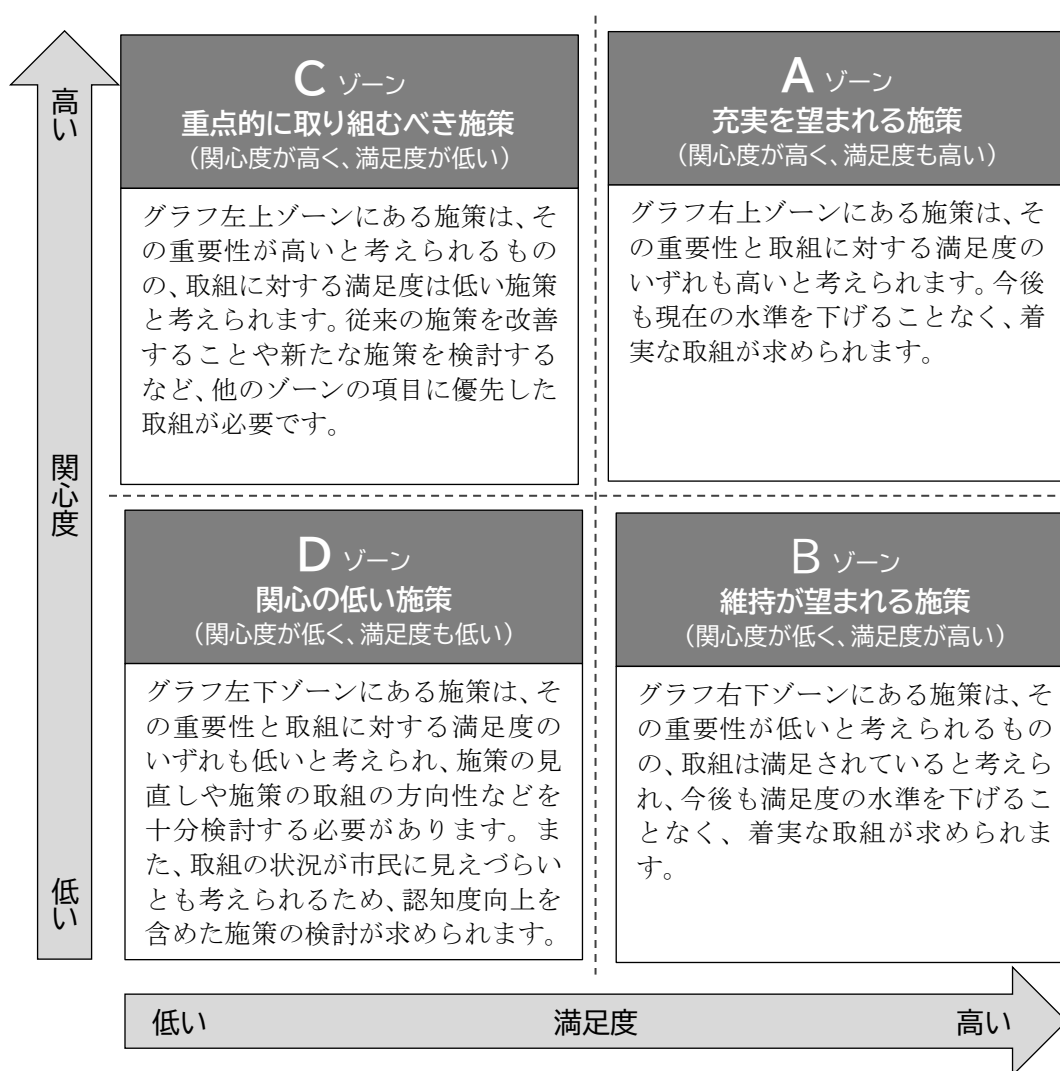 高い
関心度
低い
C ゾーン
重点的に取り組むべき施策
（関心度が高く、満足度が低い）
グラフ左上ゾーンにある施策は、そ
の重要性が高いと考えられるもの
の、取組に対する満足度は低い施策
と考えられます。従来の施策を改善
することや新たな施策を検討する
など、他のゾーンの項目に優先した
取組が必要です。
A ゾーン
充実を望まれる施策
（関心度が高く、満足度も高い）
グラフ右上ゾーンにある施策は、そ
の重要性と取組に対する満足度の
いずれも高いと考えられます。今後
も現在の水準を下げることなく、着
実な取組が求められます。
D ゾーン
関心の低い施策
（関心度が低く、満足度も低い）
グラフ左下ゾーンにある施策は、そ
の重要性と取組に対する満足度の
いずれも低いと考えられ、施策の見
直しや施策の取組の方向性などを
十分検討する必要があります。ま
た、取組の状況が市民に見えづらい
とも考えられるため、認知度向上を
含めた施策の検討が求められます。
B ゾーン
維持が望まれる施策
（関心度が低く、満足度が高い）
グラフ右下ゾーンにある施策は、そ
の重要性が低いと考えられるもの
の、取組は満足されていると考えら
れ、今後も満足度の水準を下げるこ
となく、着実な取組が求められま
す。
低い 満足度 高い